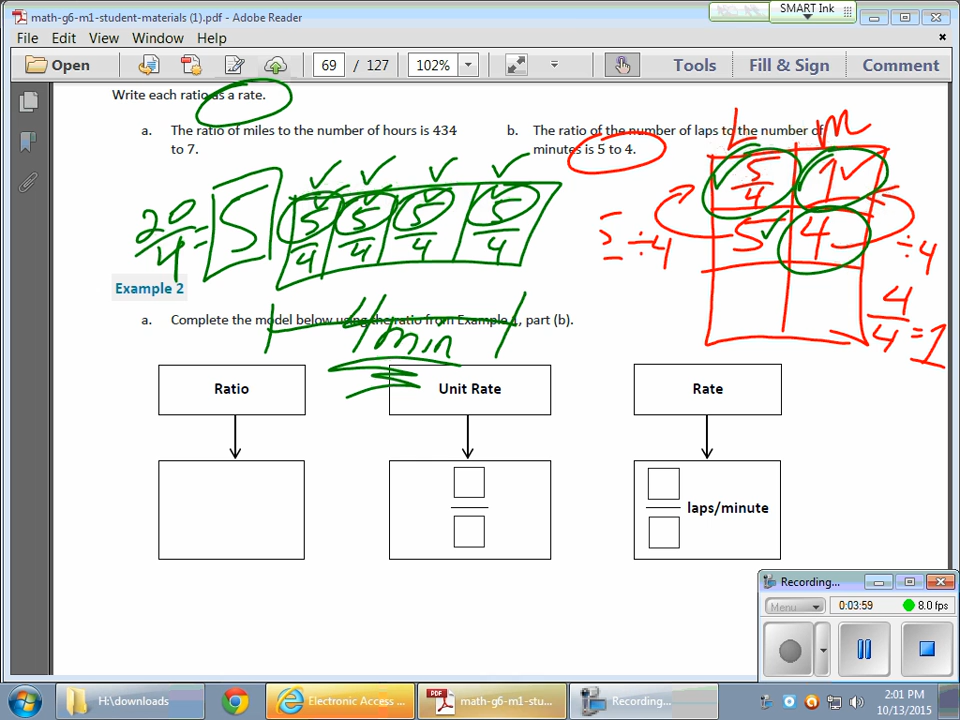 math-g6-m1-student-materials (1).pdf - Adobe Reader
SMART Ink
File Edit View Window Help
Open 69 / 127 102% Tools Fill & Sign Comment
Write each ratio as a rate.
a. The ratio of miles to the number of hours is 434
to 7.
b. The ratio of the number of laps to the number of
minutes is 5 to 4.
L m
5/4 1
5 4
÷4 ÷4
4/4=1
20/4= 5 5/4 5/4 5/4 5/4
4min
Example 2
a. Complete the model below using the ratio from Example 1, part (b).
Ratio Unit Rate Rate
laps/minute
Recording...
Menu 0:03:59 8.0 fps
H:\downloads Electronic Access ... math-g6-m1-stu... Recording...
2:01 PM
10/13/2015